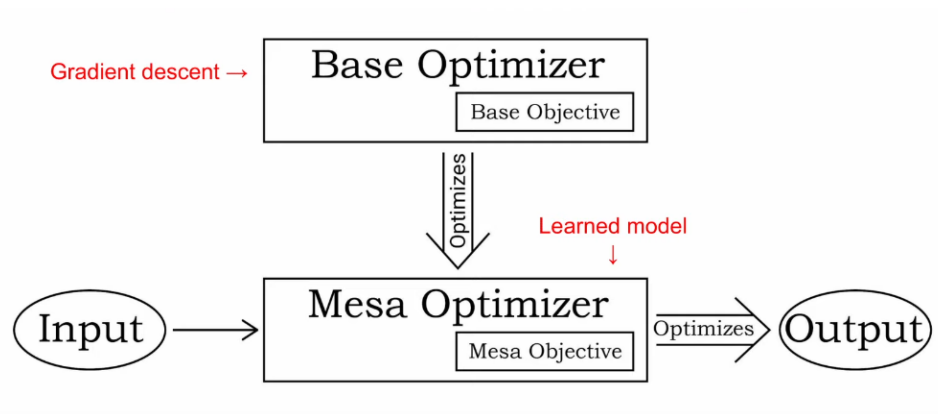 Gradient descent →
Base Optimizer
Base Objective
Optimizes
Learned model
↓
Input
Mesa Optimizer
Mesa Objective
Optimizes
Output